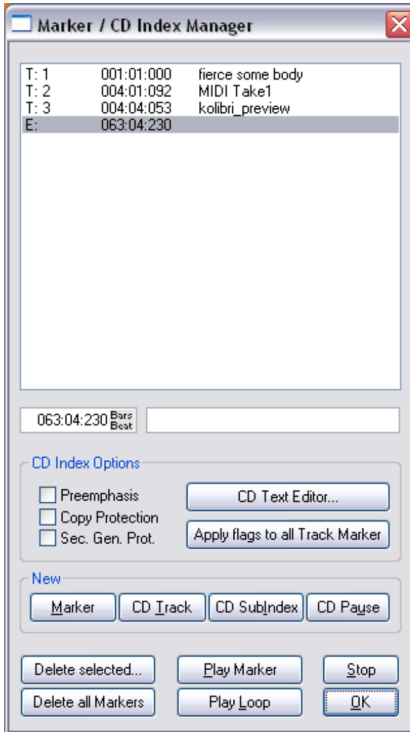 Marker / CD Index Manager
T: 1 001:01:000 fierce some body
T: 2 004:01:092 MIDI Take1
T: 3 004:04:053 kolibri_preview
E: 063:04:230
063:04:230 Bars Beat
CD Index Options
Preemphasis
CD Text Editor...
Copy Protection
Sec. Gen. Prot.
Apply flags to all Track Marker
New
Marker CD Track CD SubIndex CD Pause
Delete selected... Play Marker Stop
Delete all Markers Play Loop OK